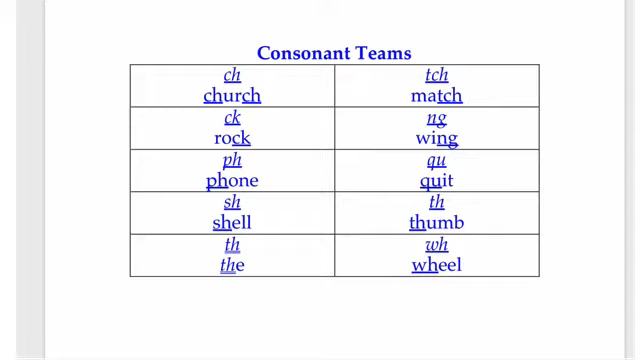 Consonant Teams
ch
church
tch
match
ck
rock
ng
wing
ph
phone
qu
quit
sh
shell
th
thumb
th
the
wh
wheel